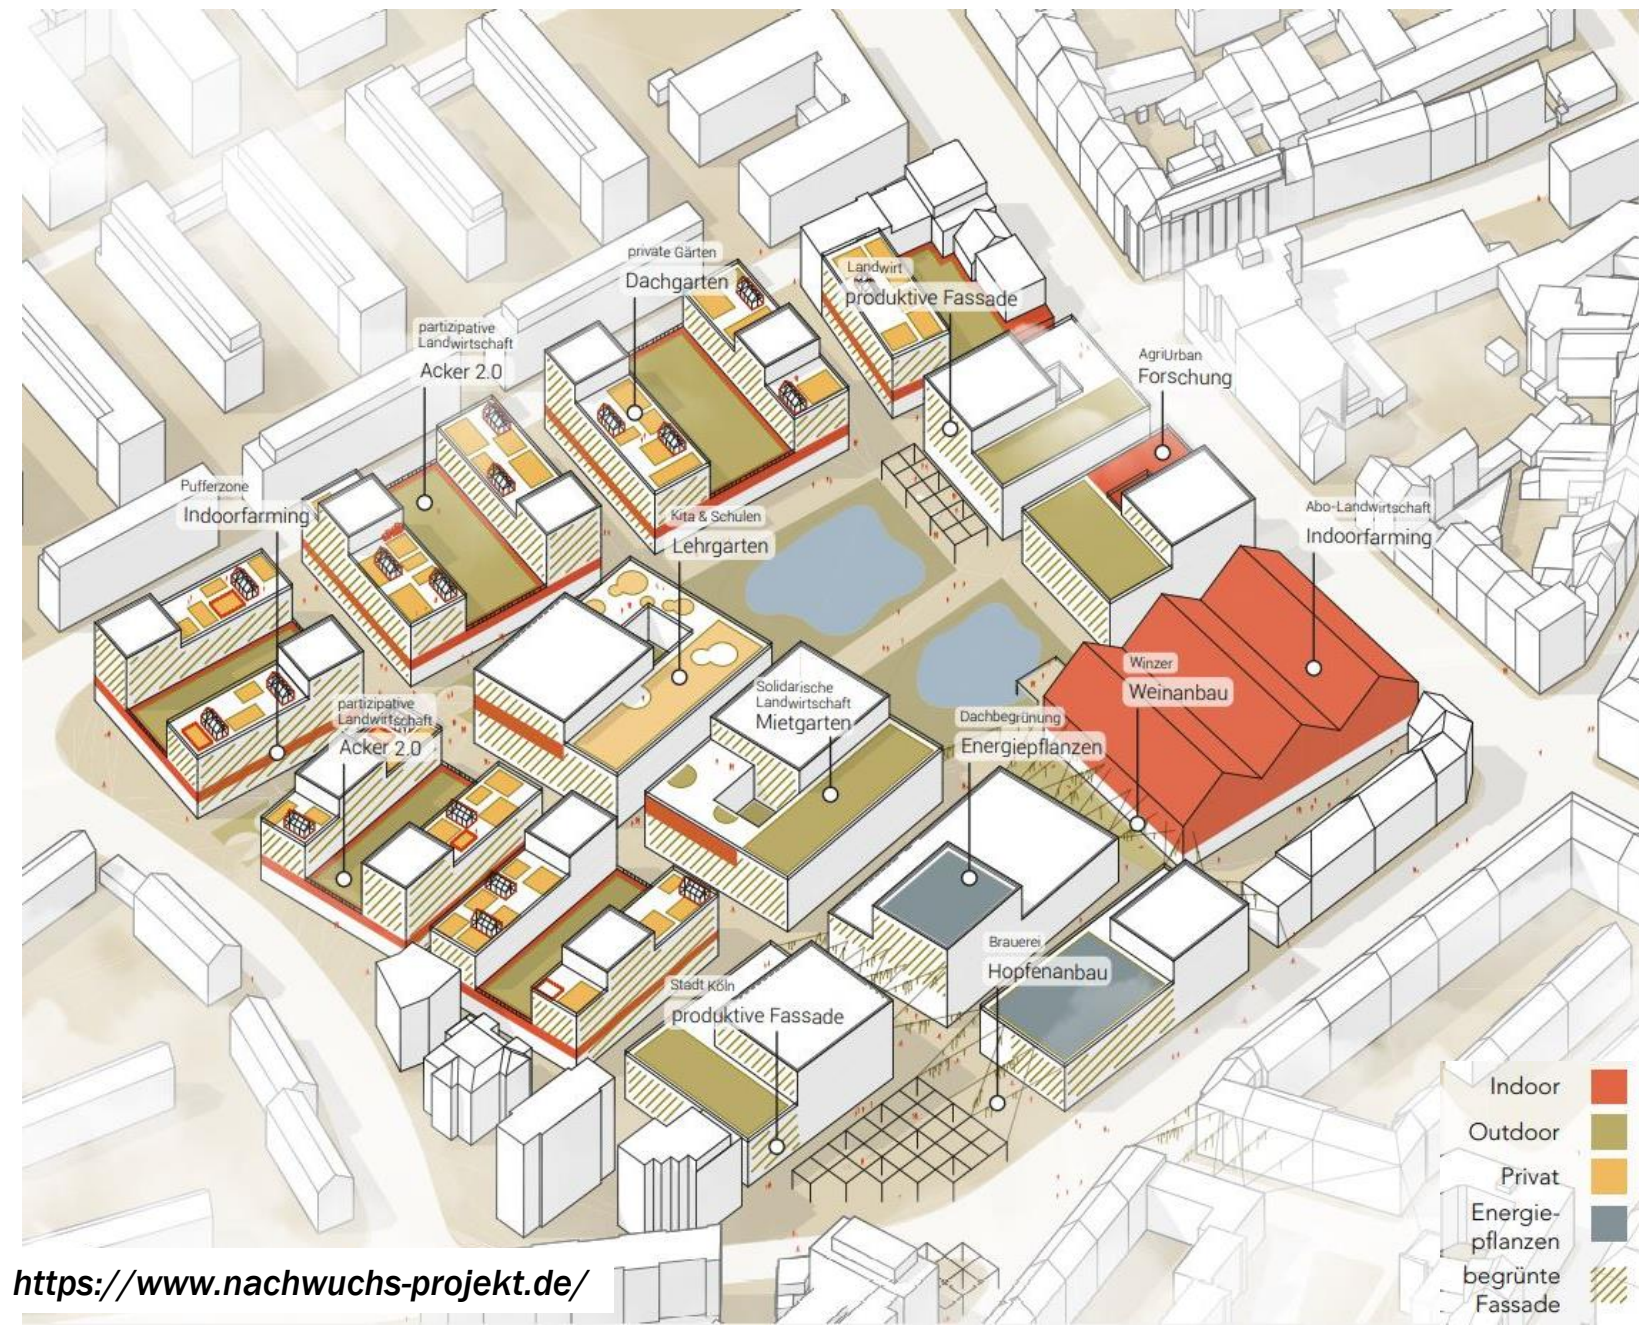 private Gärten
Dachgarten
Landwirt
produktive Fassade
partizipative
Landwirtschaft
Acker 2.0
AgriUrban
Forschung
Pufferzone
Indoorfarming
Kita & Schulen
Lehrgarten
Abo-Landwirtschaft
Indoorfarming
Winzer
Weinanbau
partizipative
Landwirtschaft
Acker 2.0
Solidarische
Landwirtschaft
Mietgarten
Dachbegrünung
Energiepflanzen
Brauerei
Hopfenanbau
Stadt Köln
produktive Fassade
Indoor
Outdoor
Privat
Energie-
pflanzen
begrünte
Fassade
https://www.nachwuchs-projekt.de/